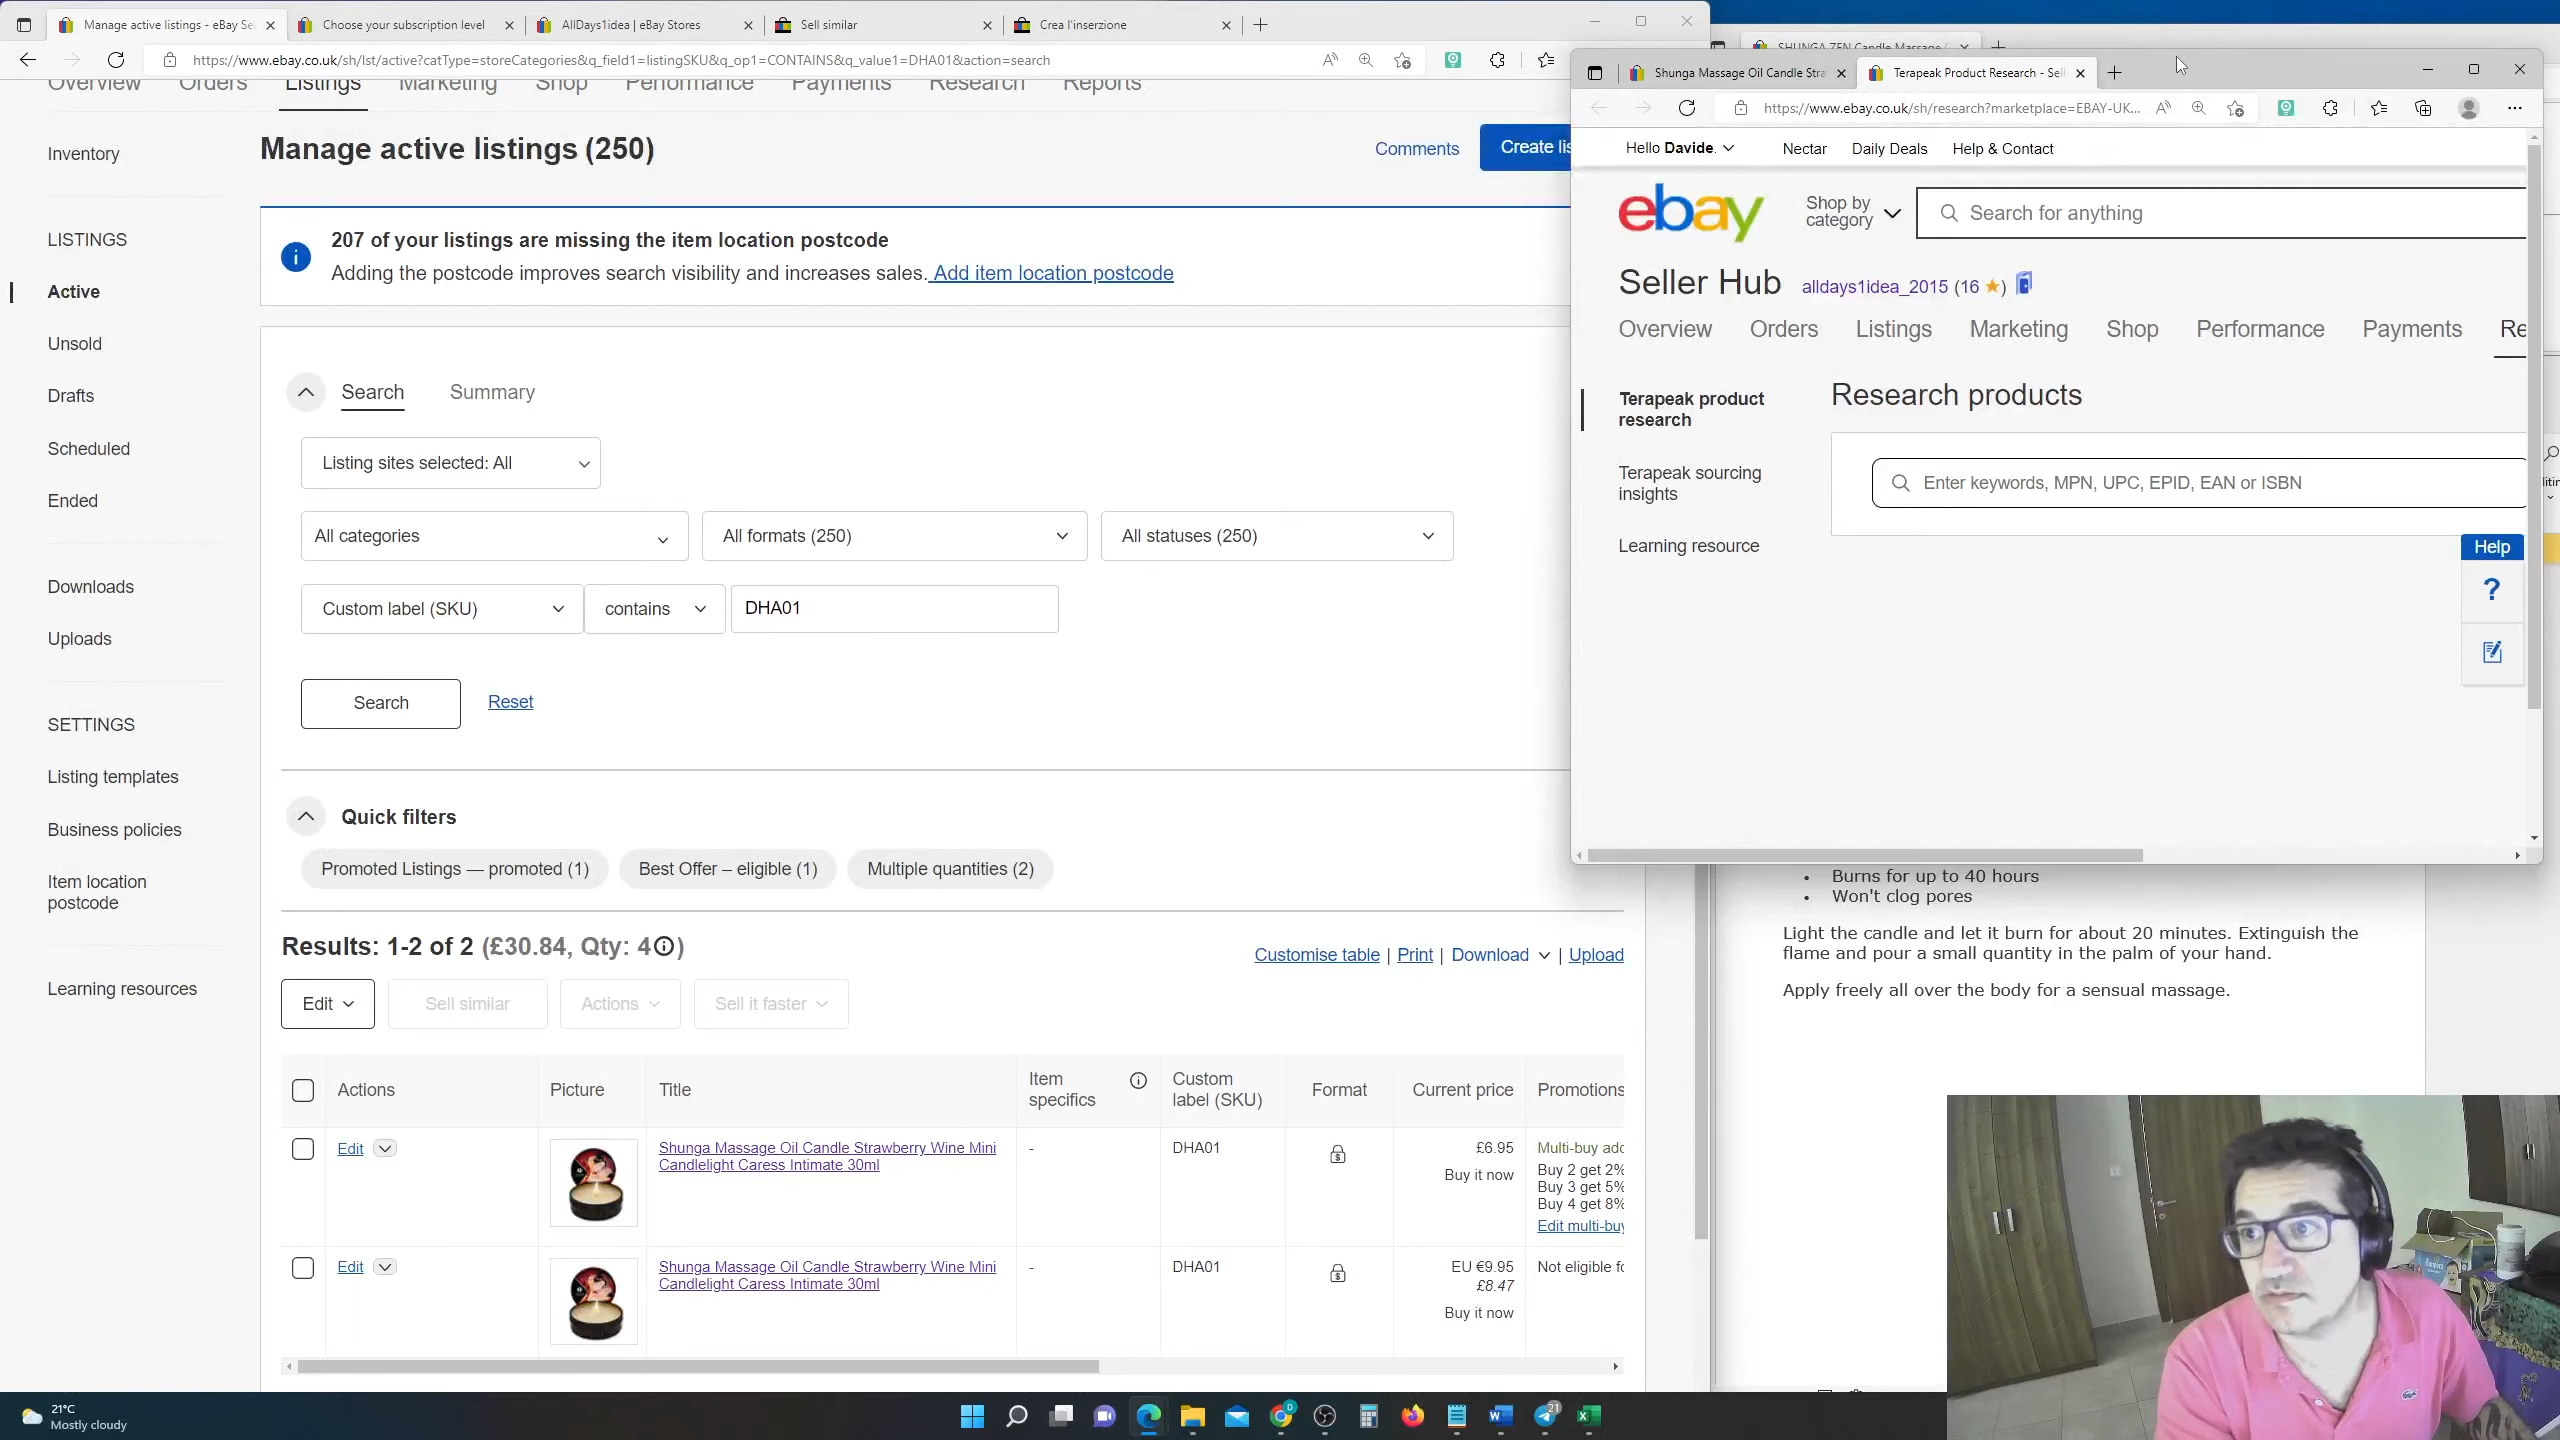 Manage active listings - eBay Se
Choose your subscription level
AllDays1idea | eBay Stores
Sell similar
Crea l'inserzione
https://www.ebay.co.uk/sh/lst/active?catType=storeCategories&q_field1=listingSKU&q_op1=CONTAINS&q_value1=DHA01&action=search
Overview
Orders
Listings
Marketing
Shop
Performance
Payments
Research
Reports
Inventory
LISTINGS
Active
Unsold
Drafts
Scheduled
Ended
Downloads
Uploads
SETTINGS
Listing templates
Business policies
Item location
postcode
Learning resources
Manage active listings (250)
Comments
Create lis
207 of your listings are missing the item location postcode
Adding the postcode improves search visibility and increases sales. Add item location postcode
Search
Summary
Listing sites selected: All
All categories
All formats (250)
All statuses (250)
Custom label (SKU)
contains
DHA01
Search
Reset
Quick filters
Promoted Listings — promoted (1)
Best Offer – eligible (1)
Multiple quantities (2)
Results: 1-2 of 2 (£30.84, Qty: 4)
Customise table | Print | Download | Upload
Edit
Sell similar
Actions
Sell it faster
Actions
Picture
Title
Item
specifics
Custom
label (SKU)
Format
Current price
Promotions
Edit
Shunga Massage Oil Candle Strawberry Wine Mini
Candlelight Caress Intimate 30ml
-
DHA01
£6.95
Buy it now
Multi-buy add
Buy 2 get 2%
Buy 3 get 5%
Buy 4 get 8%
Edit multi-buy
Edit
Shunga Massage Oil Candle Strawberry Wine Mini
Candlelight Caress Intimate 30ml
-
DHA01
EU €9.95
£8.47
Buy it now
Not eligible fo
SHUNGA ZEN Candle Massage
Shunga Massage Oil Candle Stra
Terapeak Product Research - Sell
https://www.ebay.co.uk/sh/research?marketplace=EBAY-UK...
Hello Davide.
Nectar
Daily Deals
Help & Contact
ebay
Shop by
category
Search for anything
Seller Hub
alldays1idea_2015 (16)
Overview
Orders
Listings
Marketing
Shop
Performance
Payments
Re
Terapeak product
research
Terapeak sourcing
insights
Learning resource
Research products
Enter keywords, MPN, UPC, EPID, EAN or ISBN
Help
?
• Burns for up to 40 hours
• Won't clog pores
Light the candle and let it burn for about 20 minutes. Extinguish the
flame and pour a small quantity in the palm of your hand.
Apply freely all over the body for a sensual massage.
21°C
Mostly cloudy
21